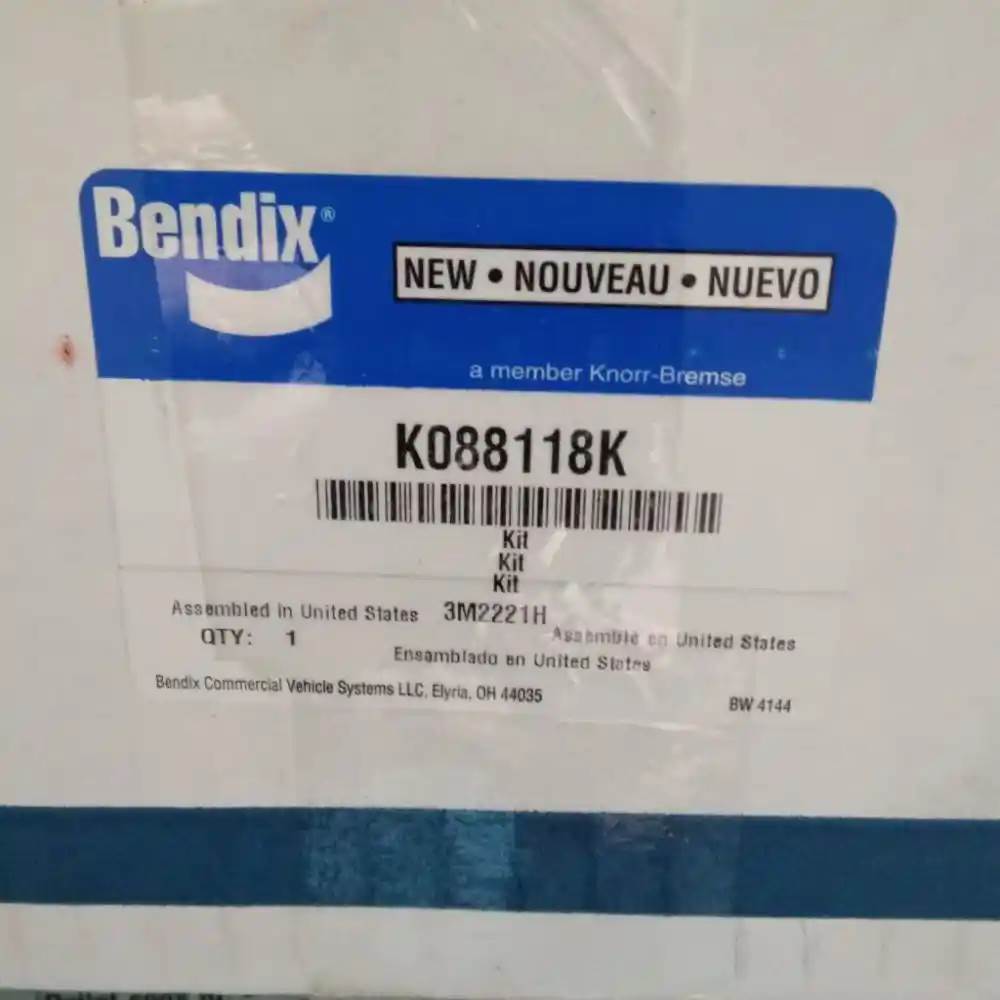 Bendix®
NEW • NOUVEAU • NUEVO
a member Knorr-Bremse
K088118K
Kit
Kit
Kit
Assembled in United States 3M2221H
Assemble en United States
QTY: 1
Ensamblado en United States
Bendix Commercial Vehicle Systems LLC, Elyria, OH 44035
BW 4144